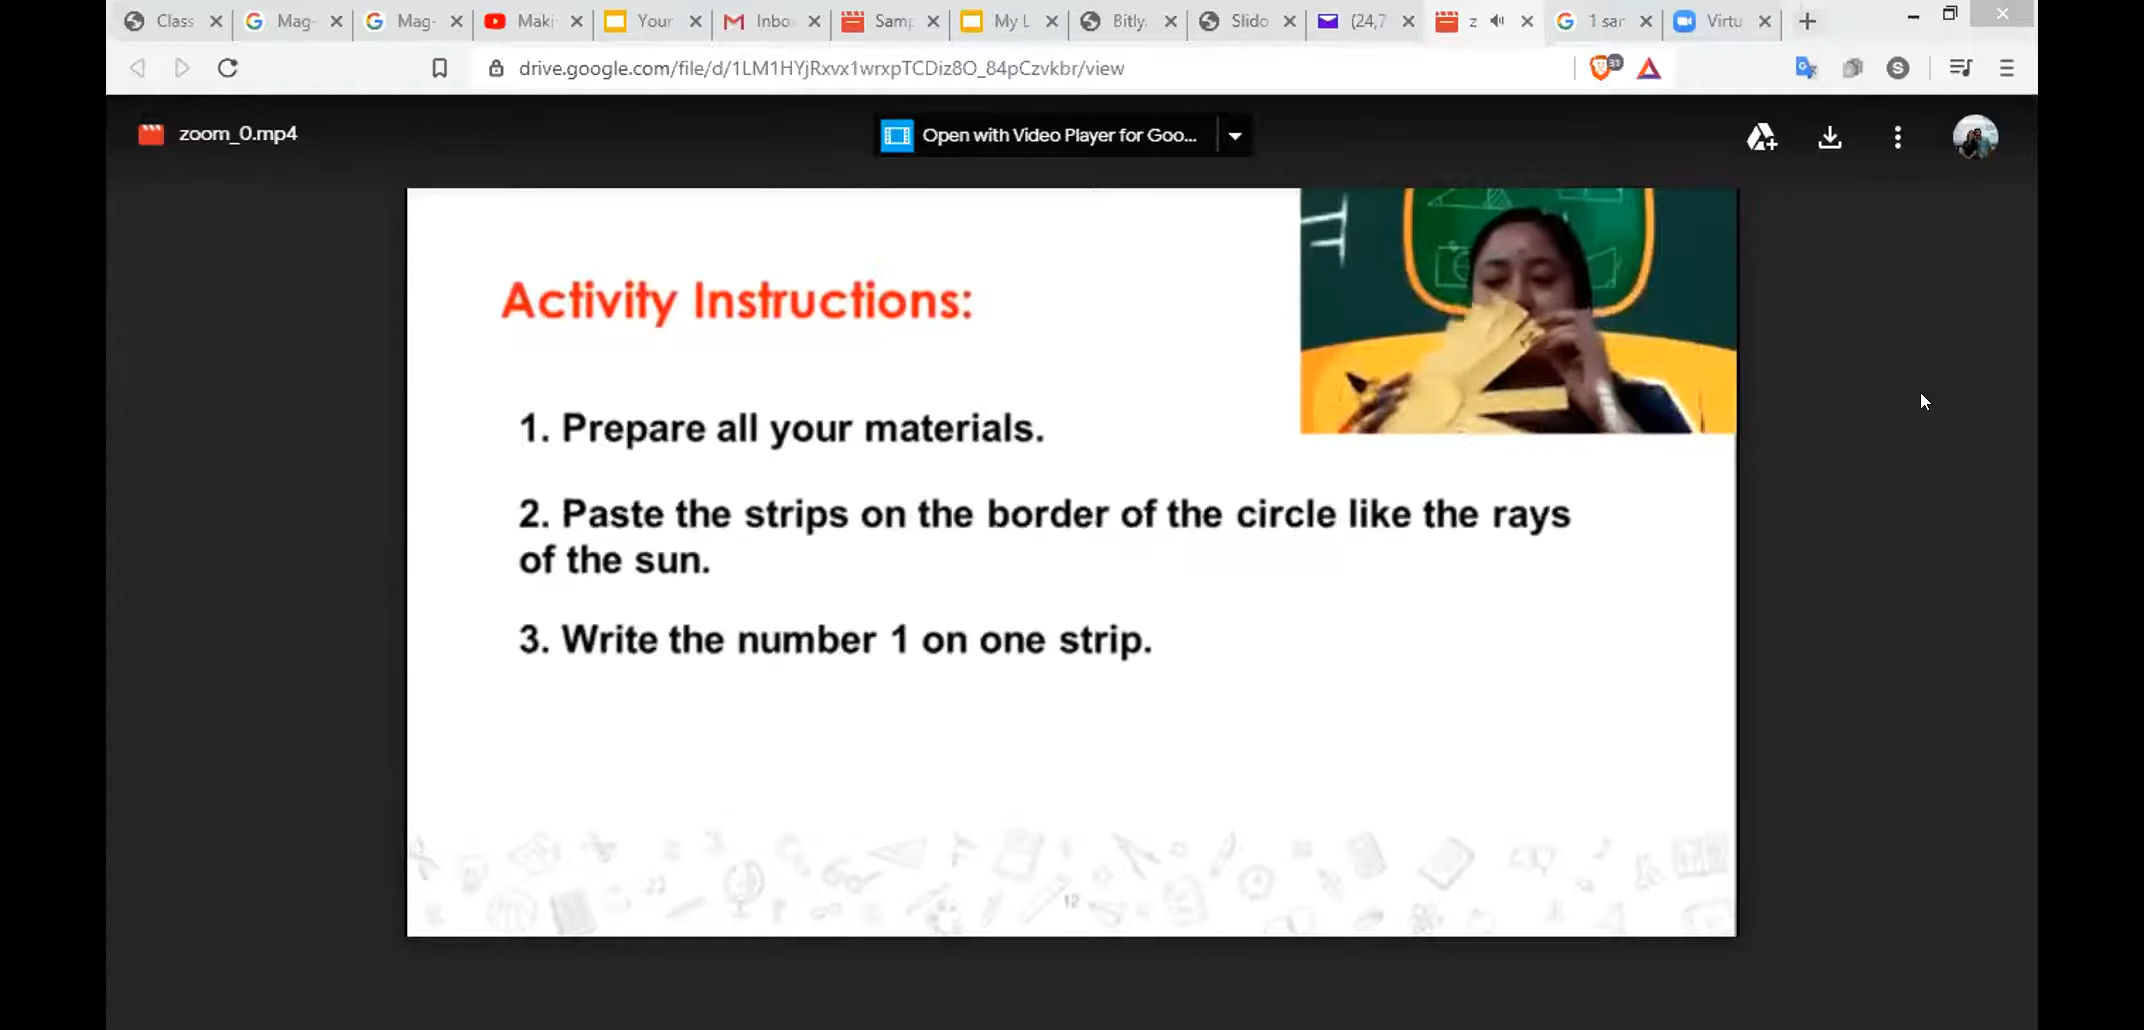 Class
Mag-
Mag-
Maki
Your
Inbo
Samp
My L
Bitly.
Slido
(24,7
z
1 sar
Virtu
drive.google.com/file/d/1LM1HYjRxvx1wrxpTCDiz8O_84pCzvkbr/view
31
S
zoom_0.mp4
Open with Video Player for Goo...
Activity Instructions:
1. Prepare all your materials.
2. Paste the strips on the border of the circle like the rays
of the sun.
3. Write the number 1 on one strip.
12